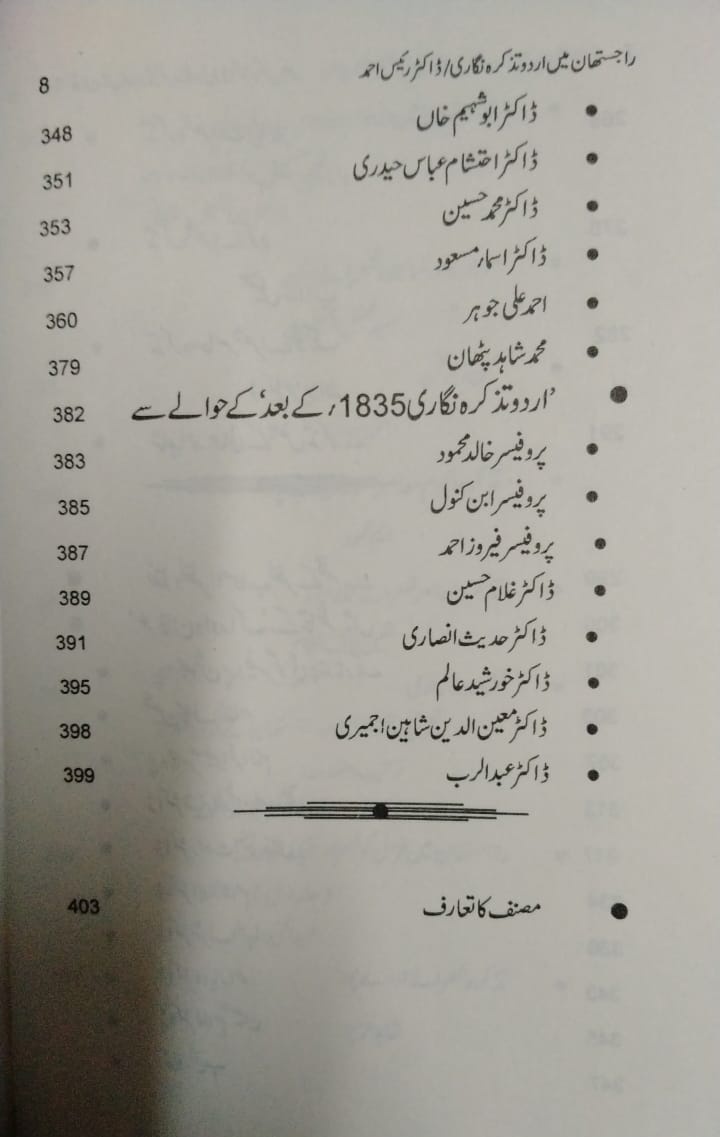 راجستھان میں اردو تذکرہ نگاری/ڈاکٹر رئیس احمد 8
• ڈاکٹر ابو شہیم خاں 348
• ڈاکٹر احتشام عباس حیدری 351
• ڈاکٹر محمد حسین 353
• ڈاکٹر اسماء مسعود 357
• احمد علی جوہر 360
• محمد شاہد پٹھان 379
● 'اردو تذکرہ نگاری 1835ء کے بعد' کے حوالے سے 382
• پروفیسر خالد محمود 383
• پروفیسر ابن کنول 385
• پروفیسر فیروز احمد 387
• ڈاکٹر غلام حسین 389
• ڈاکٹر حدیث انصاری 391
• ڈاکٹر خورشید عالم 395
• ڈاکٹر معین الدین شاہین اجمیری 398
• ڈاکٹر عبدالرب 399
● مصنف کا تعارف 403